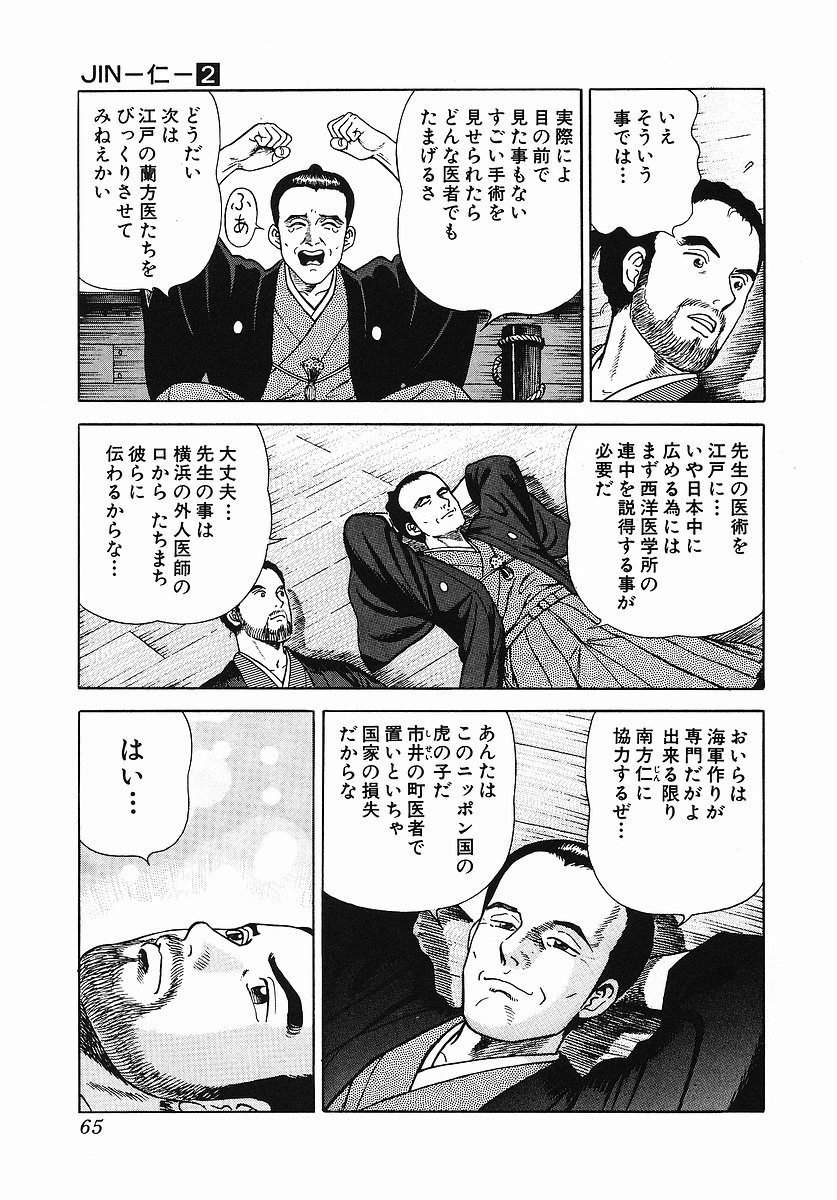 JIN－仁－2
いえ
そういう
事では…
実際によ
目の前で
見た事もない
すごい手術を
見せられたら
どんな医者でも
たまげるさ
ふあ
どうだい
次は
江戸の蘭方医たちを
びっくりさせて
みねえかい
先生の医術を
江戸に…
いや日本中に
広める為には
まず西洋医学所の
連中を説得する事が
必要だ
大丈夫…
先生の事は
横浜の外人医師の
口から たちまち
彼らに
伝わるからな…
おいらは
海軍作りが
専門だがよ
出来る限り
南方仁に
じん
協力するぜ…
あんたは
このニッポン国の
虎の子だ
市井の町医者で
しせい
置いといちゃ
国家の損失
だからな
はい…
65